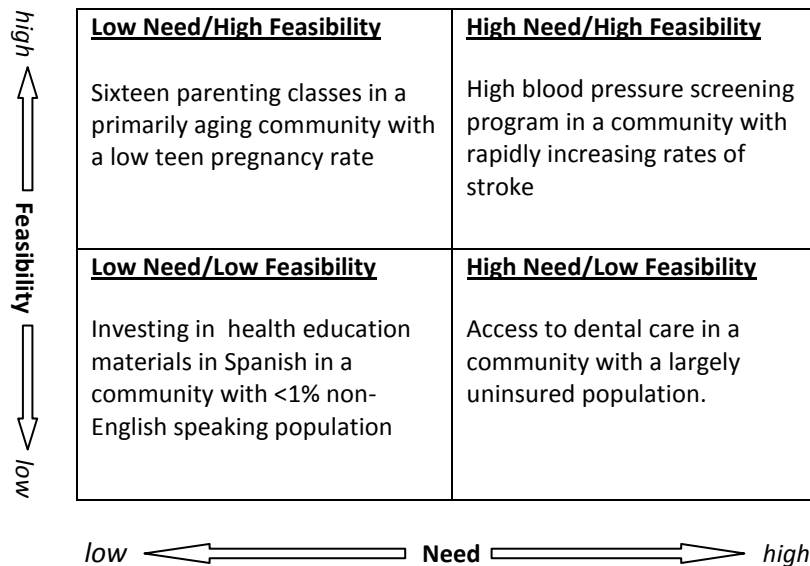 high
Feasibility
low
Low Need/High Feasibility
Sixteen parenting classes in a
primarily aging community with
a low teen pregnancy rate
High Need/High Feasibility
High blood pressure screening
program in a community with
rapidly increasing rates of
stroke
Low Need/Low Feasibility
Investing in health education
materials in Spanish in a
community with <1% non-
English speaking population
High Need/Low Feasibility
Access to dental care in a
community with a largely
uninsured population.
low Need high